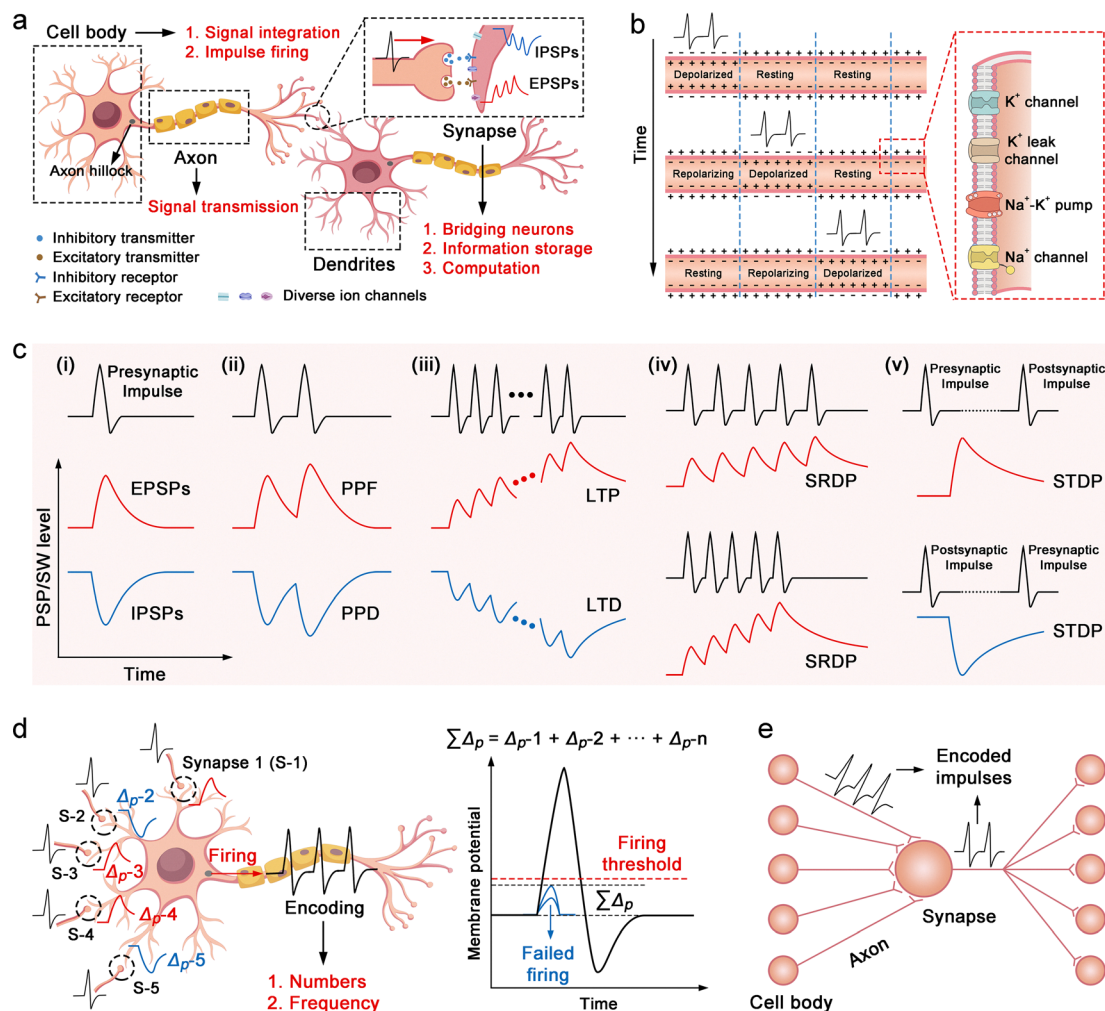 a
Cell body
1. Signal integration
2. Impulse firing
IPSPs
EPSPs
Synapse
Axon hillock
Axon
Signal transmission
Dendrites
1. Bridging neurons
2. Information storage
3. Computation
Inhibitory transmitter
Excitatory transmitter
Inhibitory receptor
Excitatory receptor
Diverse ion channels
b
Time
Depolarized
Resting
Resting
Repolarizing
Depolarized
Resting
Resting
Repolarizing
Depolarized
K+ channel
K+ leak
channel
Na+-K+ pump
Na+ channel
c
PSP/SW level
Time
(i)
Presynaptic
Impulse
EPSPs
IPSPs
(ii)
PPF
PPD
(iii)
LTP
LTD
(iv)
SRDP
SRDP
(v)
Presynaptic
Impulse
Postsynaptic
Impulse
STDP
Postsynaptic
Impulse
Presynaptic
Impulse
STDP
d
Synapse 1 (S-1)
S-2
Δp-2
S-3
Δp-3
S-4
Δp-4
S-5
Δp-5
Firing
Encoding
1. Numbers
2. Frequency
∑Δp = Δp-1 + Δp-2 + ··· + Δp-n
Membrane potential
Firing
threshold
∑Δp
Failed
firing
Time
e
Encoded
impulses
Synapse
Axon
Cell body